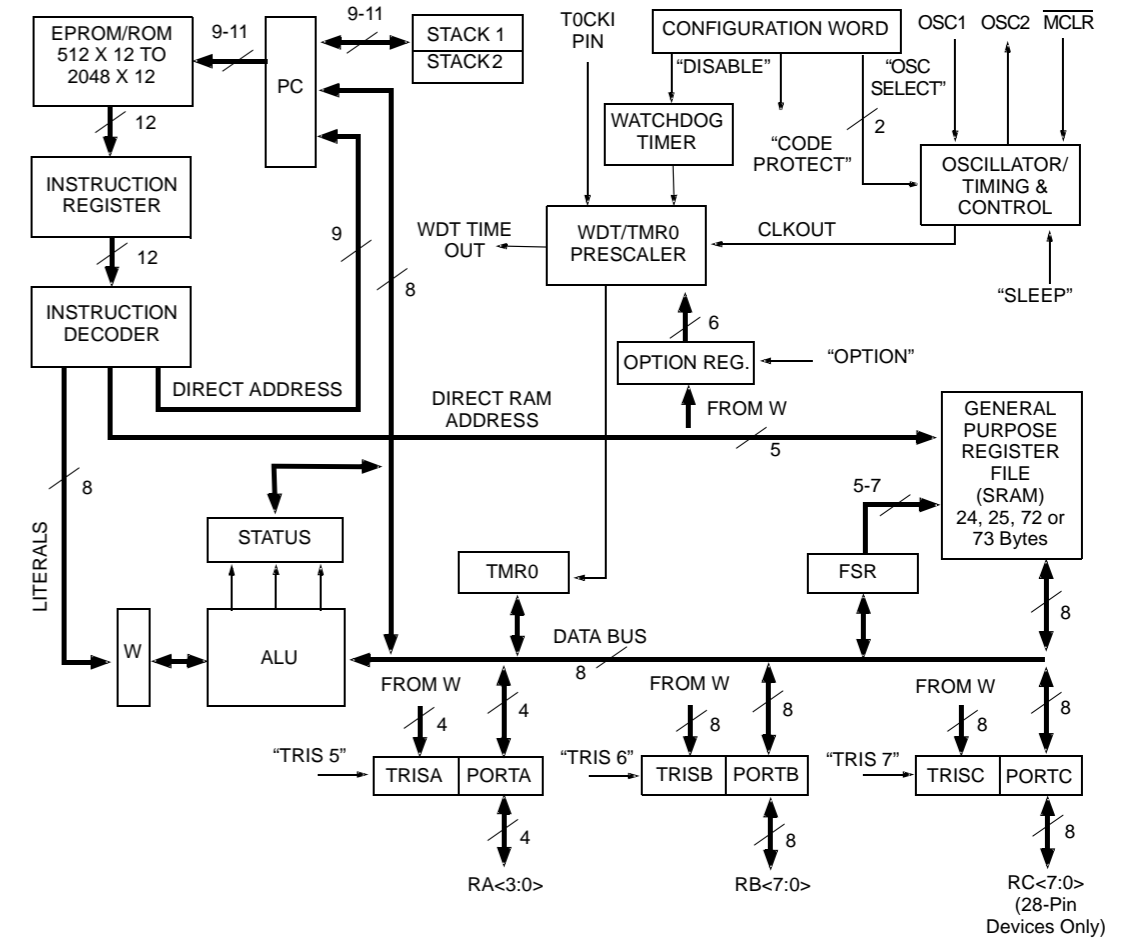 EPROM/ROM
512 X 12 TO
2048 X 12
9-11
PC
9-11
STACK 1
STACK2
T0CKI
PIN
CONFIGURATION WORD
OSC1
OSC2
MCLR
"DISABLE"
"OSC
SELECT"
12
WATCHDOG
TIMER
"CODE
PROTECT"
2
INSTRUCTION
REGISTER
OSCILLATOR/
TIMING &
CONTROL
9
WDT TIME
OUT
WDT/TMR0
PRESCALER
CLKOUT
12
8
"SLEEP"
INSTRUCTION
DECODER
6
OPTION REG.
"OPTION"
DIRECT ADDRESS
DIRECT RAM
ADDRESS
FROM W
5
GENERAL
PURPOSE
REGISTER
FILE
(SRAM)
24, 25, 72 or
73 Bytes
8
5-7
LITERALS
STATUS
TMR0
FSR
8
W
ALU
DATA BUS
8
FROM W
4
4
FROM W
8
8
FROM W
8
8
"TRIS 5"
TRISA
PORTA
"TRIS 6"
TRISB
PORTB
"TRIS 7"
TRISC
PORTC
4
8
8
RA<3:0>
RB<7:0>
RC<7:0>
(28-Pin
Devices Only)